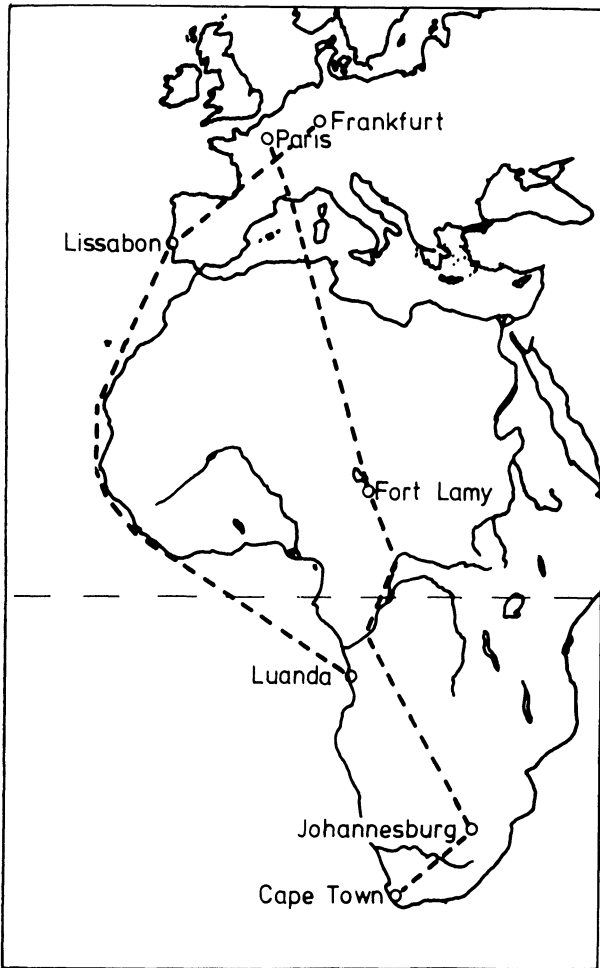 Frankfurt
Paris
Lissabon
Fort Lamy
Luanda
Johannesburg
Cape Town